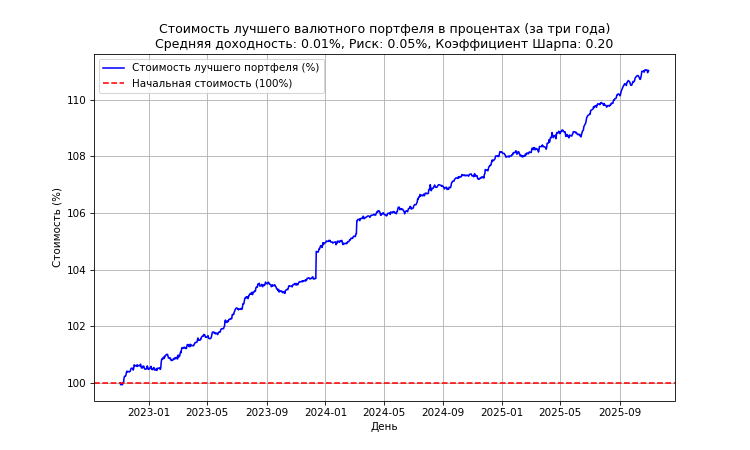 Стоимость лучшего валютного портфеля в процентах (за три года)
Средняя доходность: 0.01%, Риск: 0.05%, Коэффициент Шарпа: 0.20
Стоимость лучшего портфеля (%)
Начальная стоимость (100%)
Стоимость (%)
110
108
106
104
102
100
2023-01 2023-05 2023-09 2024-01 2024-05 2024-09 2025-01 2025-05 2025-09
День